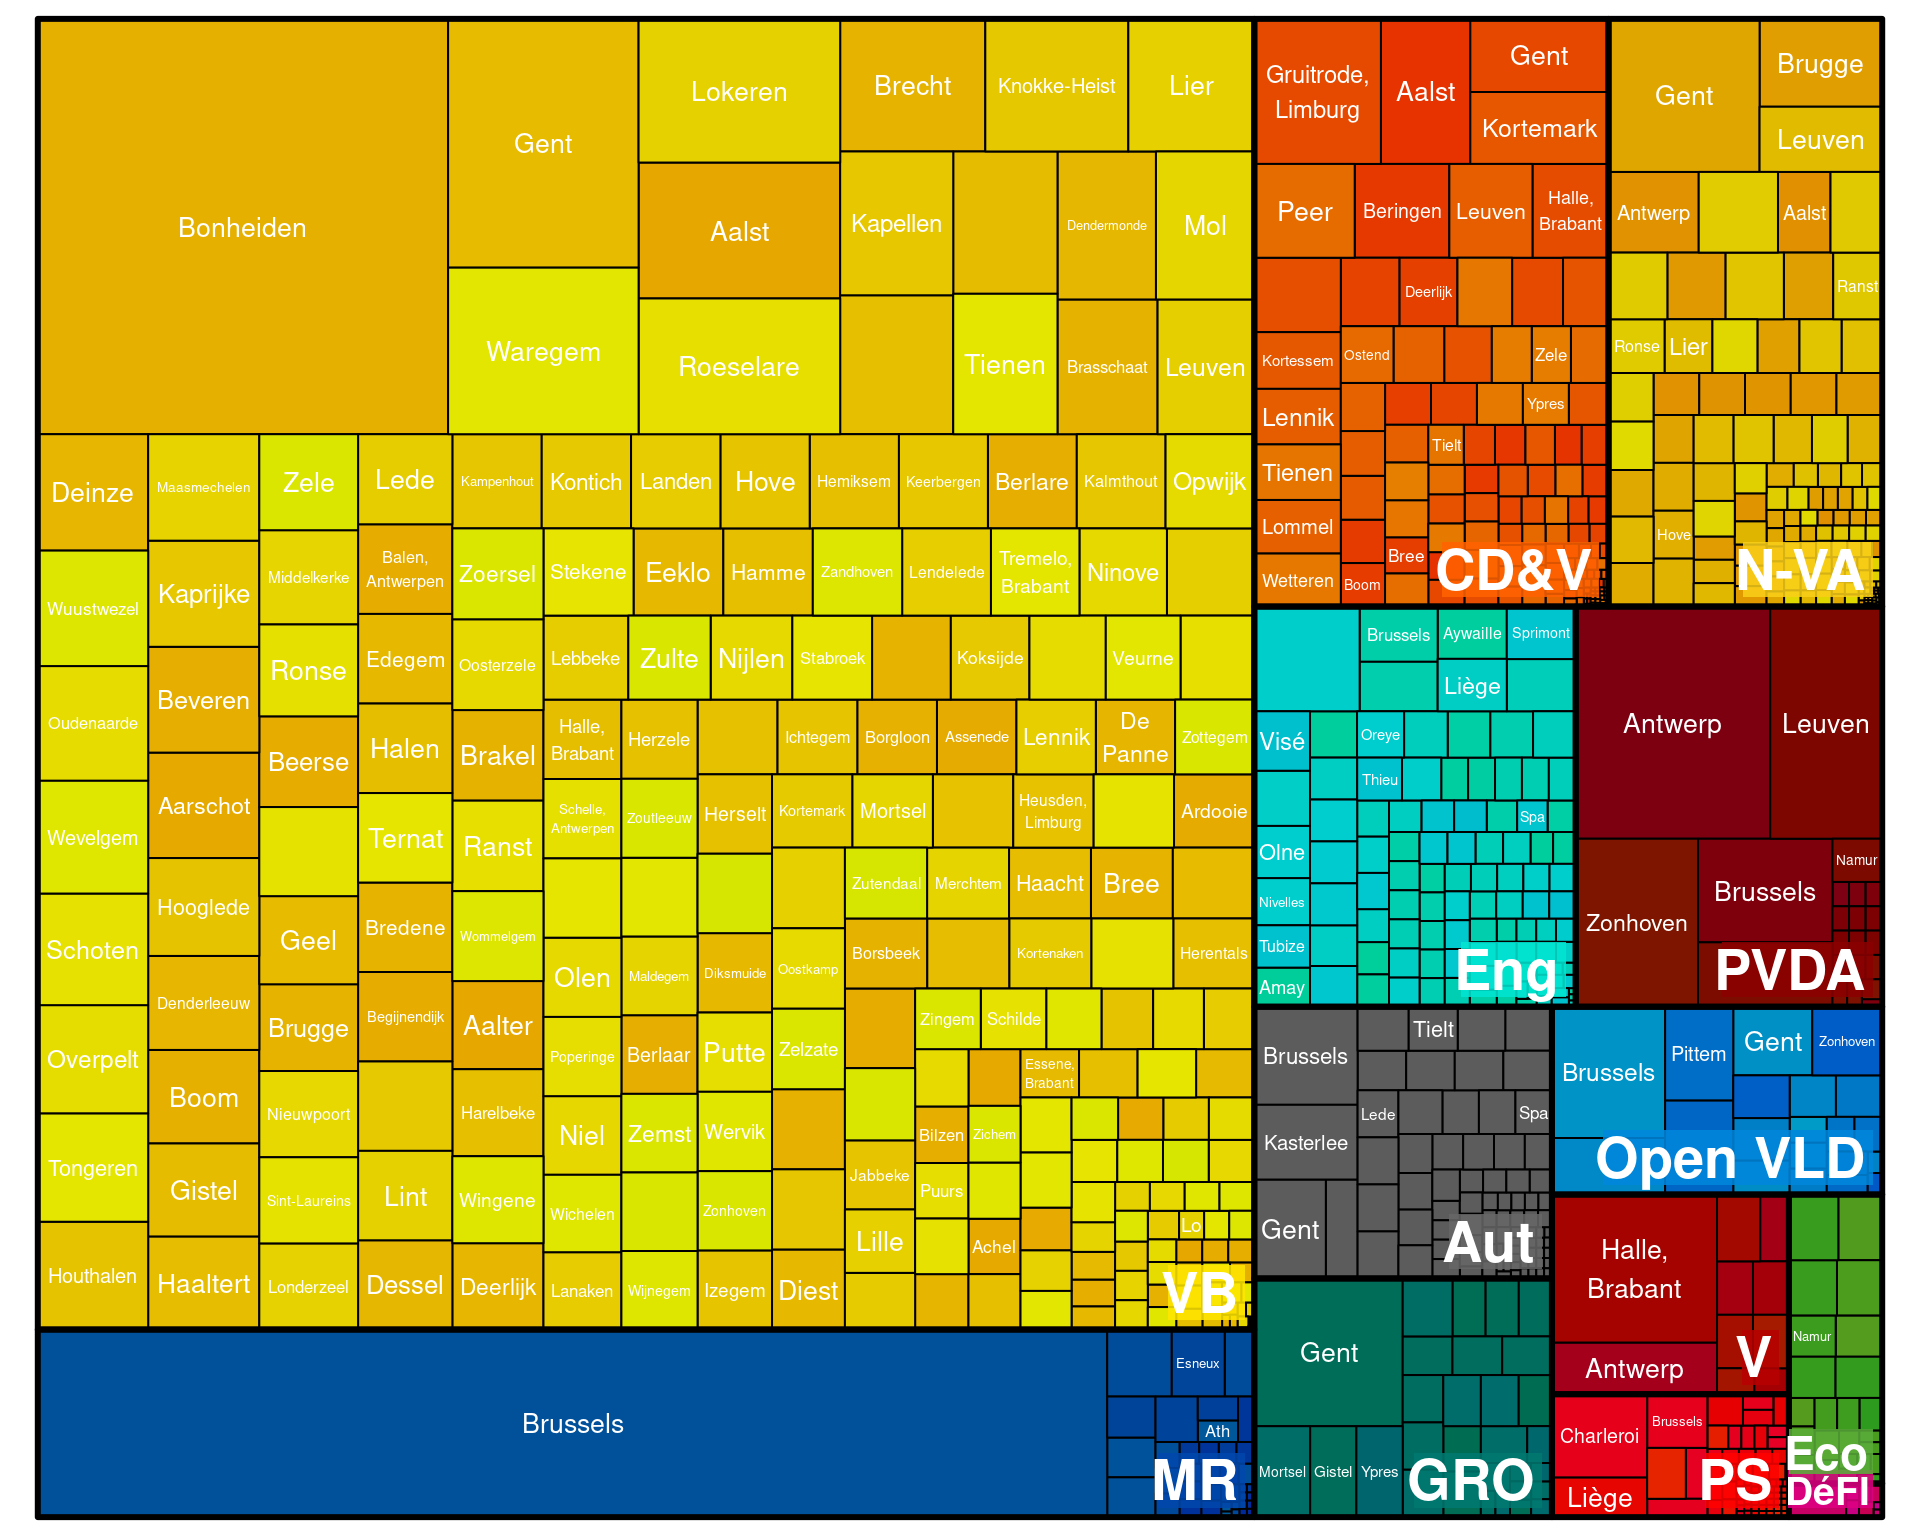 Bonheiden
Gent
Waregem
Lokeren
Aalst
Roeselare
Brecht
Knokke-Heist
Lier
Kapellen
Dendermonde
Mol
Tienen
Brasschaat
Leuven
Deinze
Wuustwezel
Oudenaarde
Wevelgem
Schoten
Overpelt
Tongeren
Houthalen
Maasmechelen
Kaprijke
Beveren
Aarschot
Hooglede
Denderleeuw
Boom
Gistel
Haaltert
Zele
Middelkerke
Ronse
Beerse
Geel
Brugge
Nieuwpoort
Sint-Laureins
Londerzeel
Lede
Balen,
Antwerpen
Edegem
Halen
Ternat
Bredene
Begijnendijk
Lint
Dessel
Kampenhout
Kontich
Landen
Hove
Hemiksem
Keerbergen
Berlare
Kalmthout
Opwijk
Zoersel
Oosterzele
Brakel
Ranst
Wommelgem
Aalter
Harelbeke
Wingene
Deerlijk
Stekene
Eeklo
Hamme
Zandhoven
Lendelede
Tremelo,
Brabant
Ninove
Lebbeke
Zulte
Nijlen
Stabroek
Koksijde
Veurne
Halle,
Brabant
Herzele
Ichtegem
Borgloon
Assenede
Lennik
De
Panne
Zottegem
Schelle,
Antwerpen
Zoutleeuw
Herselt
Kortemark
Mortsel
Heusden,
Limburg
Ardooie
Zutendaal
Merchtem
Haacht
Bree
Olen
Maldegem
Diksmuide
Oostkamp
Borsbeek
Kortenaken
Herentals
Poperinge
Berlaar
Putte
Zelzate
Zingem
Schilde
Essene,
Brabant
Niel
Zemst
Wervik
Bilzen
Zichem
Jabbeke
Puurs
Wichelen
Zonhoven
Lille
Achel
Lo
Lanaken
Wijnegem
Izegem
Diest
VB
Brussels
Esneux
Ath
MR
Gruitrode,
Limburg
Aalst
Gent
Kortemark
Peer
Beringen
Leuven
Halle,
Brabant
Deerlijk
Kortessem
Ostend
Zele
Lennik
Ypres
Tienen
Tielt
Lommel
Wetteren
Boom
Bree
CD&V
Gent
Brugge
Leuven
Antwerp
Aalst
Ranst
Ronse
Lier
Hove
N-VA
Brussels
Aywaille
Sprimont
Liège
Visé
Oreye
Thieu
Spa
Olne
Nivelles
Tubize
Amay
Eng
Antwerp
Leuven
Zonhoven
Brussels
Namur
PVDA
Brussels
Tielt
Kasterlee
Lede
Spa
Gent
Aut
Brussels
Pittem
Gent
Zonhoven
Open VLD
Gent
Mortsel
Gistel
Ypres
GRO
Halle,
Brabant
Antwerp
V
Charleroi
Brussels
Liège
PS
Namur
Eco
DéFI